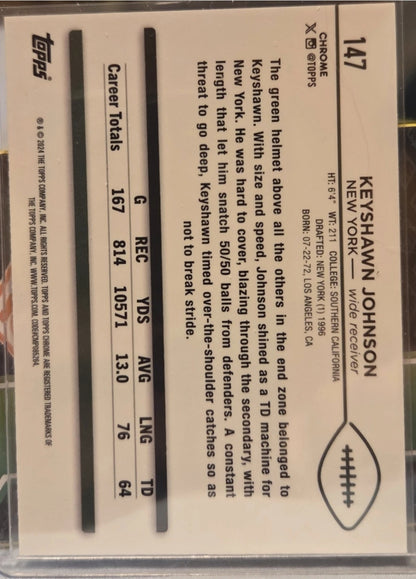 147
CHROME
X @TOPPS
KEYSHAWN JOHNSON
NEW YORK — wide receiver
HT: 6'4" WT: 211 COLLEGE: SOUTHERN CALIFORNIA
DRAFTED: NEW YORK (1) 1996
BORN: 07-22-72, LOS ANGELES, CA
The green helmet above all the others in the end zone belonged to
Keyshawn. With size and speed, Johnson shined as a TD machine for
New York. He was hard to cover, blazing through the secondary, with
length that let him snatch 50/50 balls from defenders. A constant
threat to go deep, Keyshawn timed over-the-shoulder catches so as
not to break stride.
G REC YDS AVG LNG TD
Career Totals 167 814 10571 13.0 76 64
topps
® & © 2024 THE TOPPS COMPANY, INC. ALL RIGHTS RESERVED. TOPPS AND TOPPS CHROME ARE REGISTERED TRADEMARKS OF
THE TOPPS COMPANY, INC. WWW.TOPPS.COM.